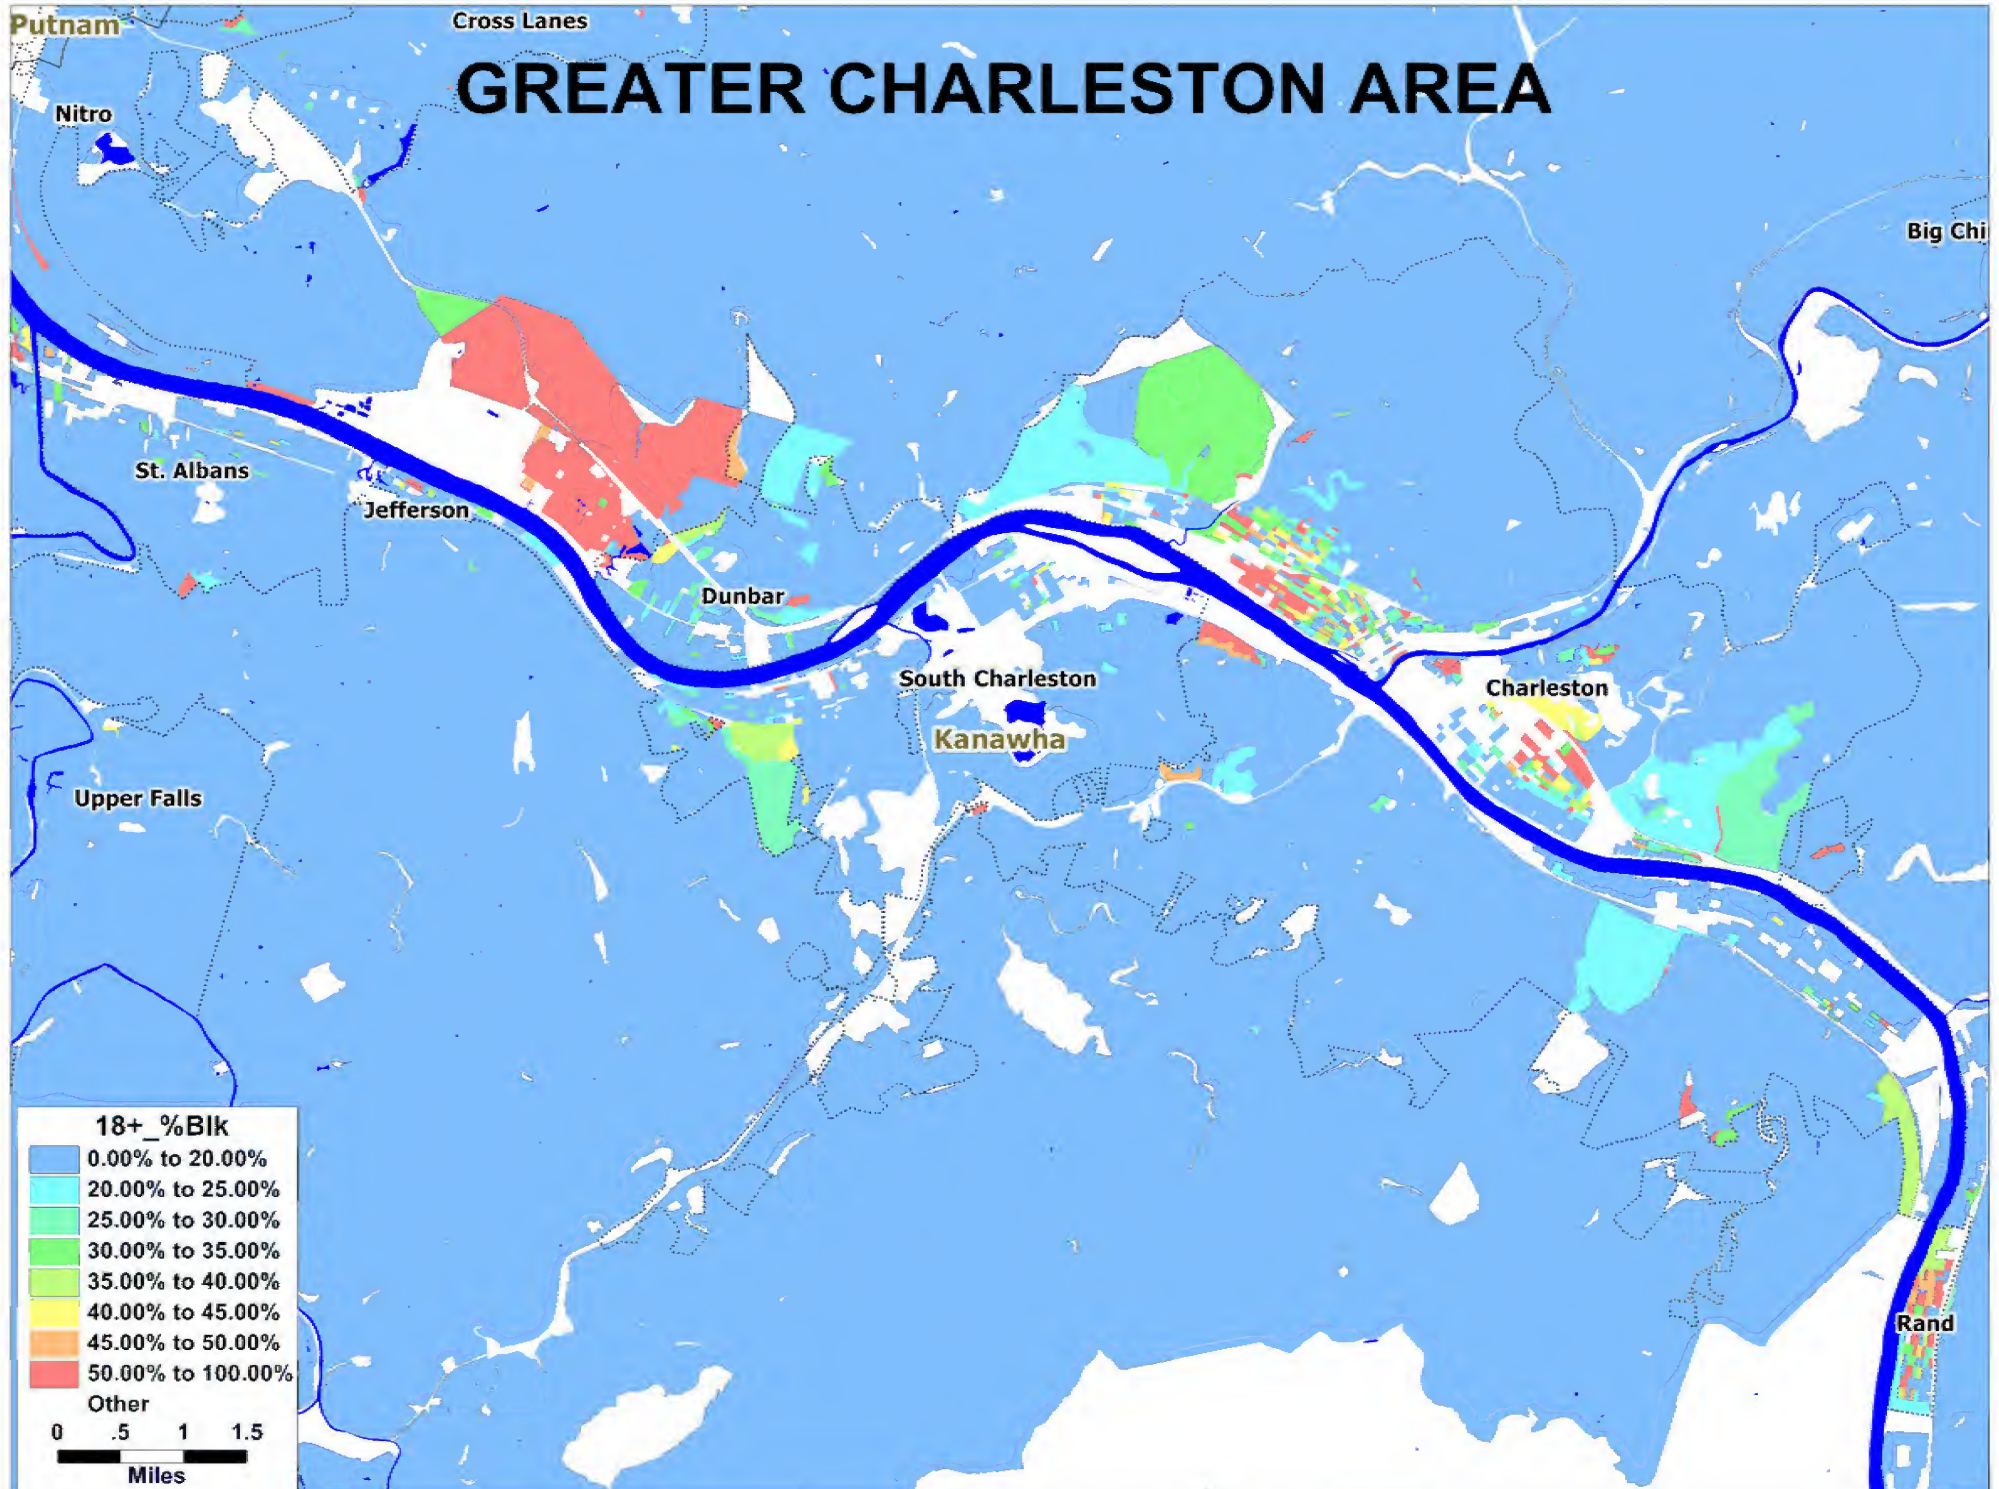 Putnam
Cross Lanes
GREATER CHARLESTON AREA
Nitro
Big Chi
St. Albans
Jefferson
Dunbar
South Charleston
Charleston
Kanawha
Upper Falls
Rand
18+_%Blk
0.00% to 20.00%
20.00% to 25.00%
25.00% to 30.00%
30.00% to 35.00%
35.00% to 40.00%
40.00% to 45.00%
45.00% to 50.00%
50.00% to 100.00%
Other
0 .5 1 1.5
Miles